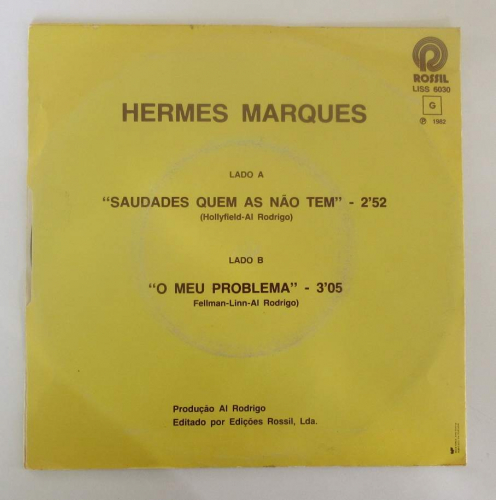 ROSSIL
LISS 6030
G
℗ 1982
HERMES MARQUES
LADO A
“SAUDADES QUEM AS NÃO TEM” - 2'52
(Hollyfield-Al Rodrigo)
LADO B
“O MEU PROBLEMA” - 3'05
Fellman-Linn-Al Rodrigo)
Produção Al Rodrigo
Editado por Edições Rossil, Lda.